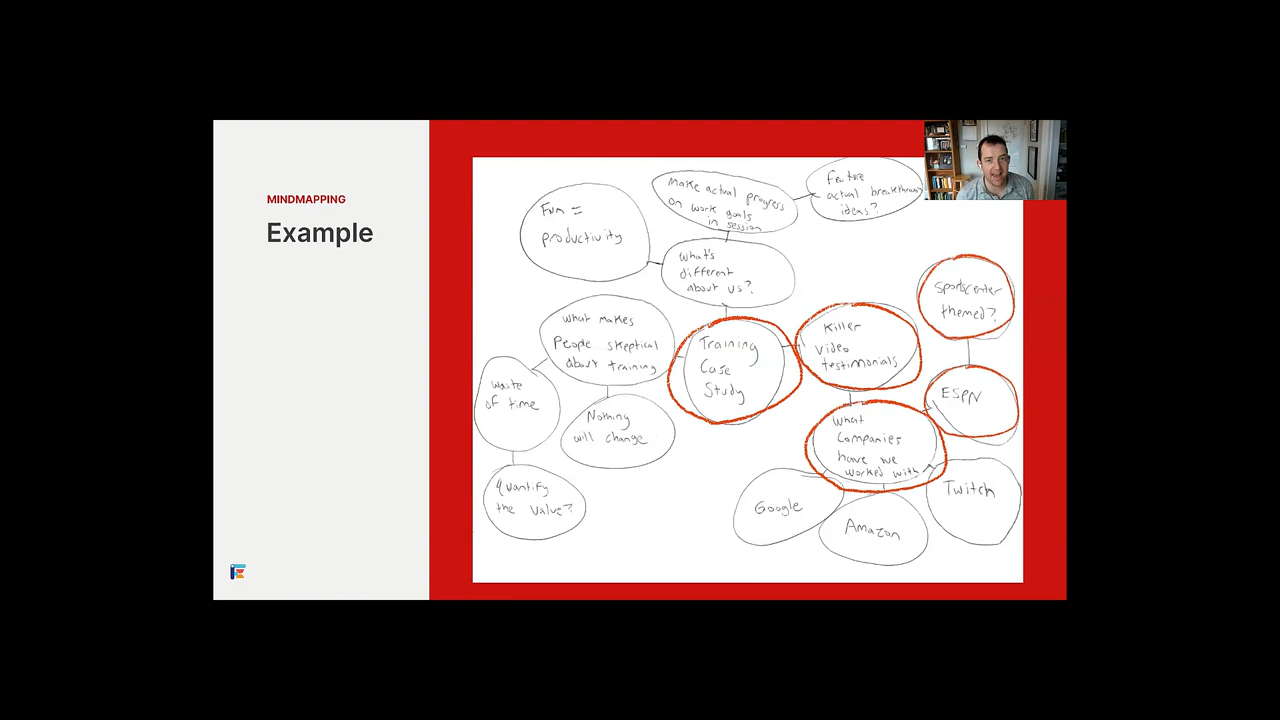 MINDMAPPING
Example
Fun =
productivity
Make actual progress
on work goals
in session
Feature
actual breakthrough
ideas?
What's
different
about us?
What makes
People skeptical
about training
Waste
of time
Nothing
will change
Quantify
the value?
Training
Case
Study
Killer
video
testimonials
Sportscenter
themed?
ESPN
What
Companies
have we
worked with
Google
Amazon
Twitch